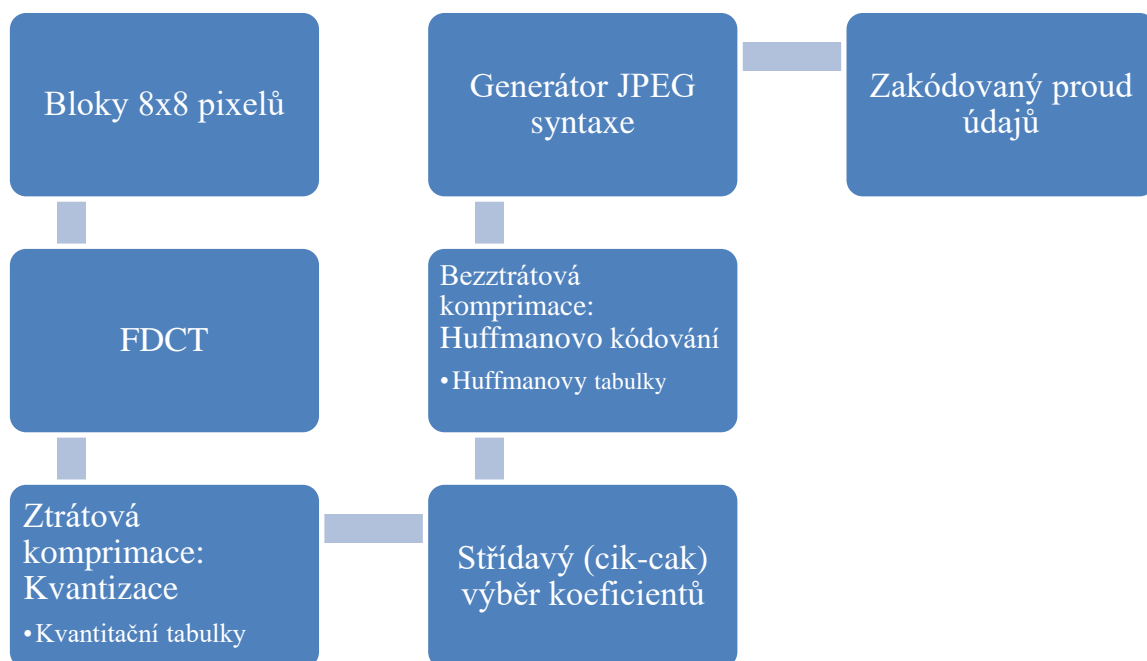 Bloky 8x8 pixelů
FDCT
Ztrátová
komprimace:
Kvantizace
•Kvantitační tabulky
Střídavý (cik-cak)
výběr koeficientů
Bezztrátová
komprimace:
Huffmanovo kódování
•Huffmanovy tabulky
Generátor JPEG
syntaxe
Zakódovaný proud
údajů